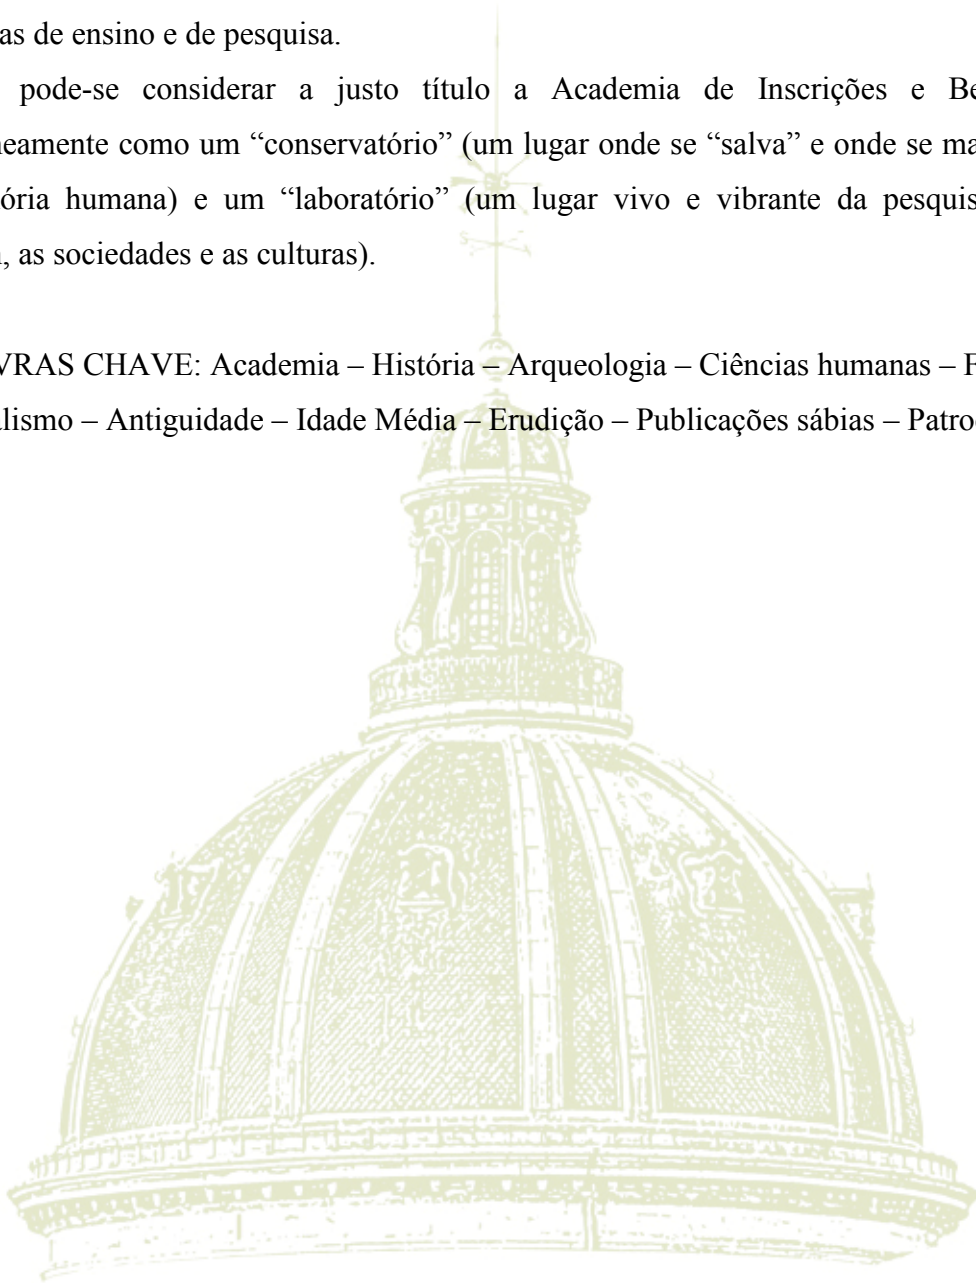 as de ensino e de pesquisa.
pode-se considerar a justo título a Academia de Inscrições e Be
neamente como um “conservatório” (um lugar onde se “salva” e onde se ma
ória humana) e um “laboratório” (um lugar vivo e vibrante da pesquis
, as sociedades e as culturas).
VRAS CHAVE: Academia – História – Arqueologia – Ciências humanas – F
lismo – Antiguidade – Idade Média – Erudição – Publicações sábias – Patro